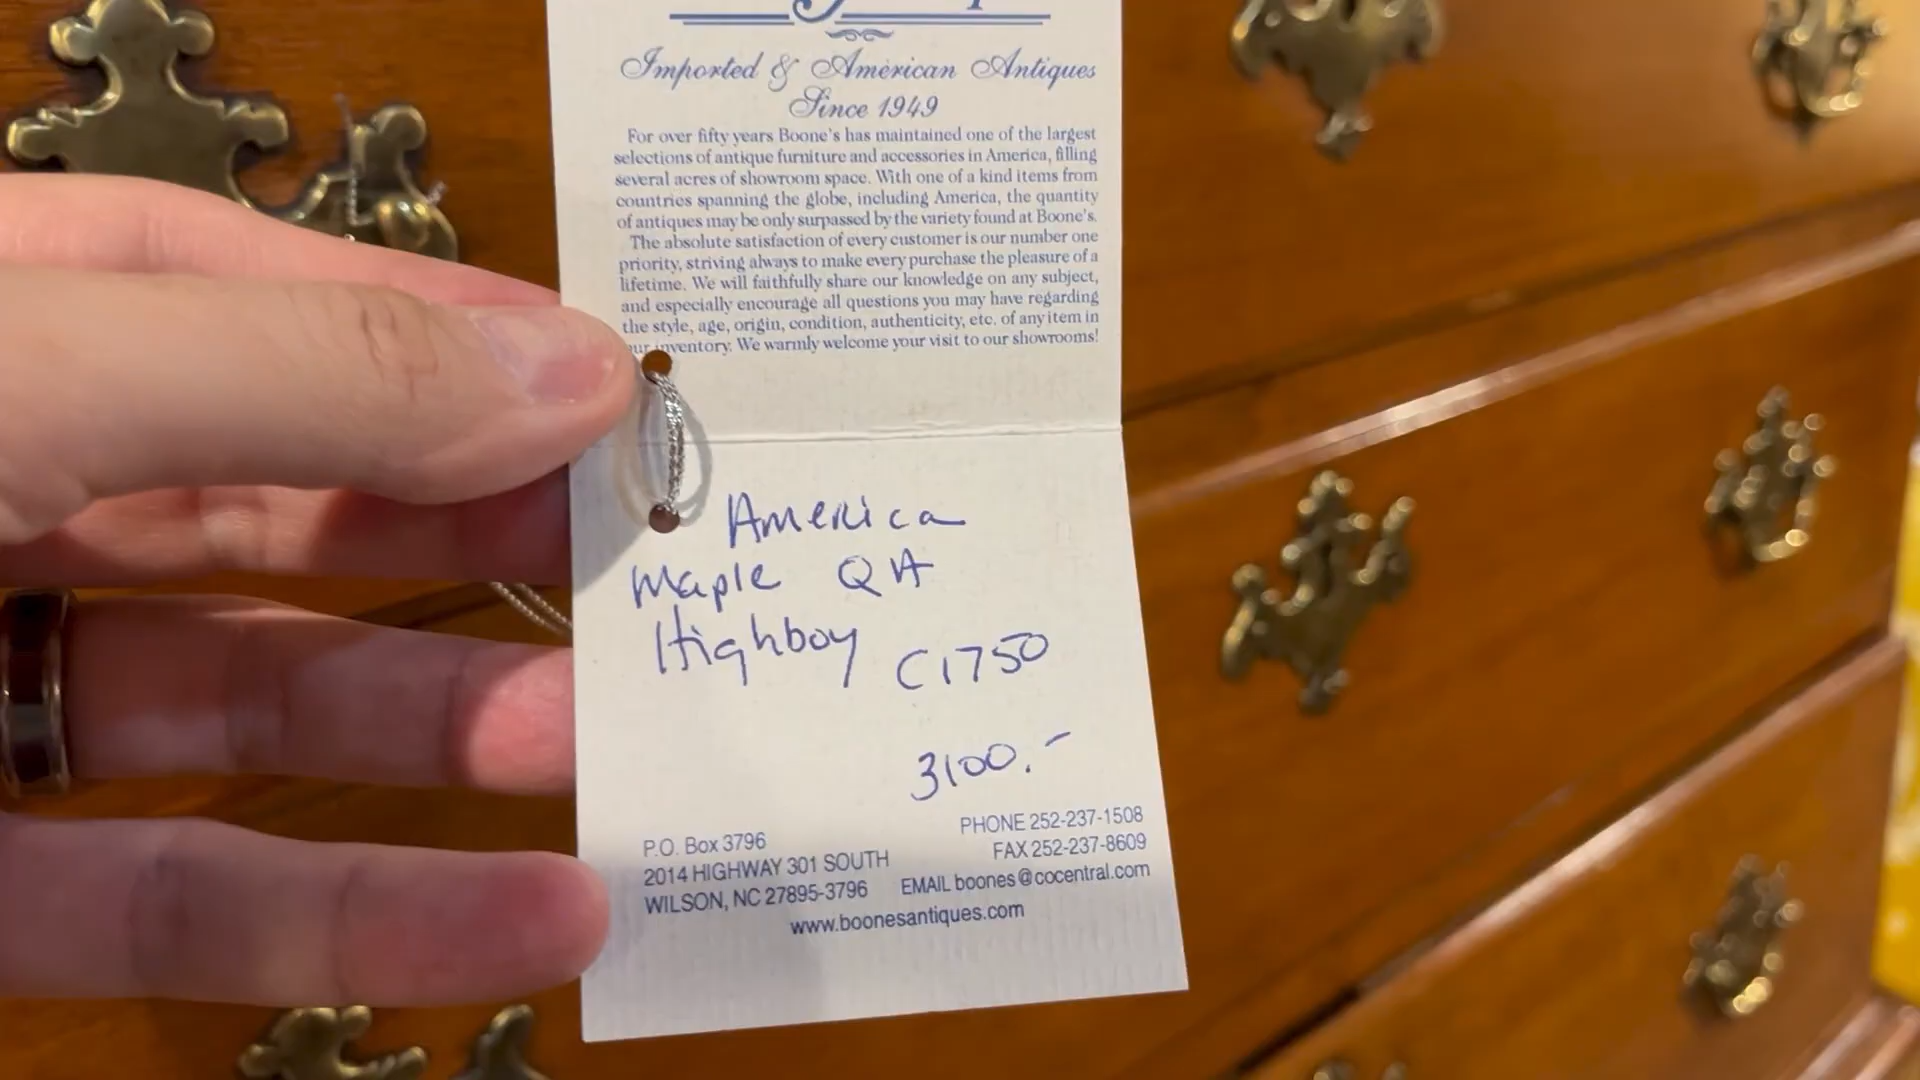 Imported & American Antiques
Since 1949
For over fifty years Boone's has maintained one of the largest
selections of antique furniture and accessories in America, filling
several acres of showroom space. With one of a kind items from
countries spanning the globe, including America, the quantity
of antiques may be only surpassed by the variety found at Boone's.
The absolute satisfaction of every customer is our number one
priority, striving always to make every purchase the pleasure of a
lifetime. We will faithfully share our knowledge on any subject,
and especially encourage all questions you may have regarding
the style, age, origin, condition, authenticity, etc. of any item in
our inventory. We warmly welcome your visit to our showrooms!
America
Maple QA
Highboy C1750
3100.-
P.O. Box 3796
2014 HIGHWAY 301 SOUTH
WILSON, NC 27895-3796
PHONE 252-237-1508
FAX 252-237-8609
EMAIL boones@cocentral.com
www.boonesantiques.com